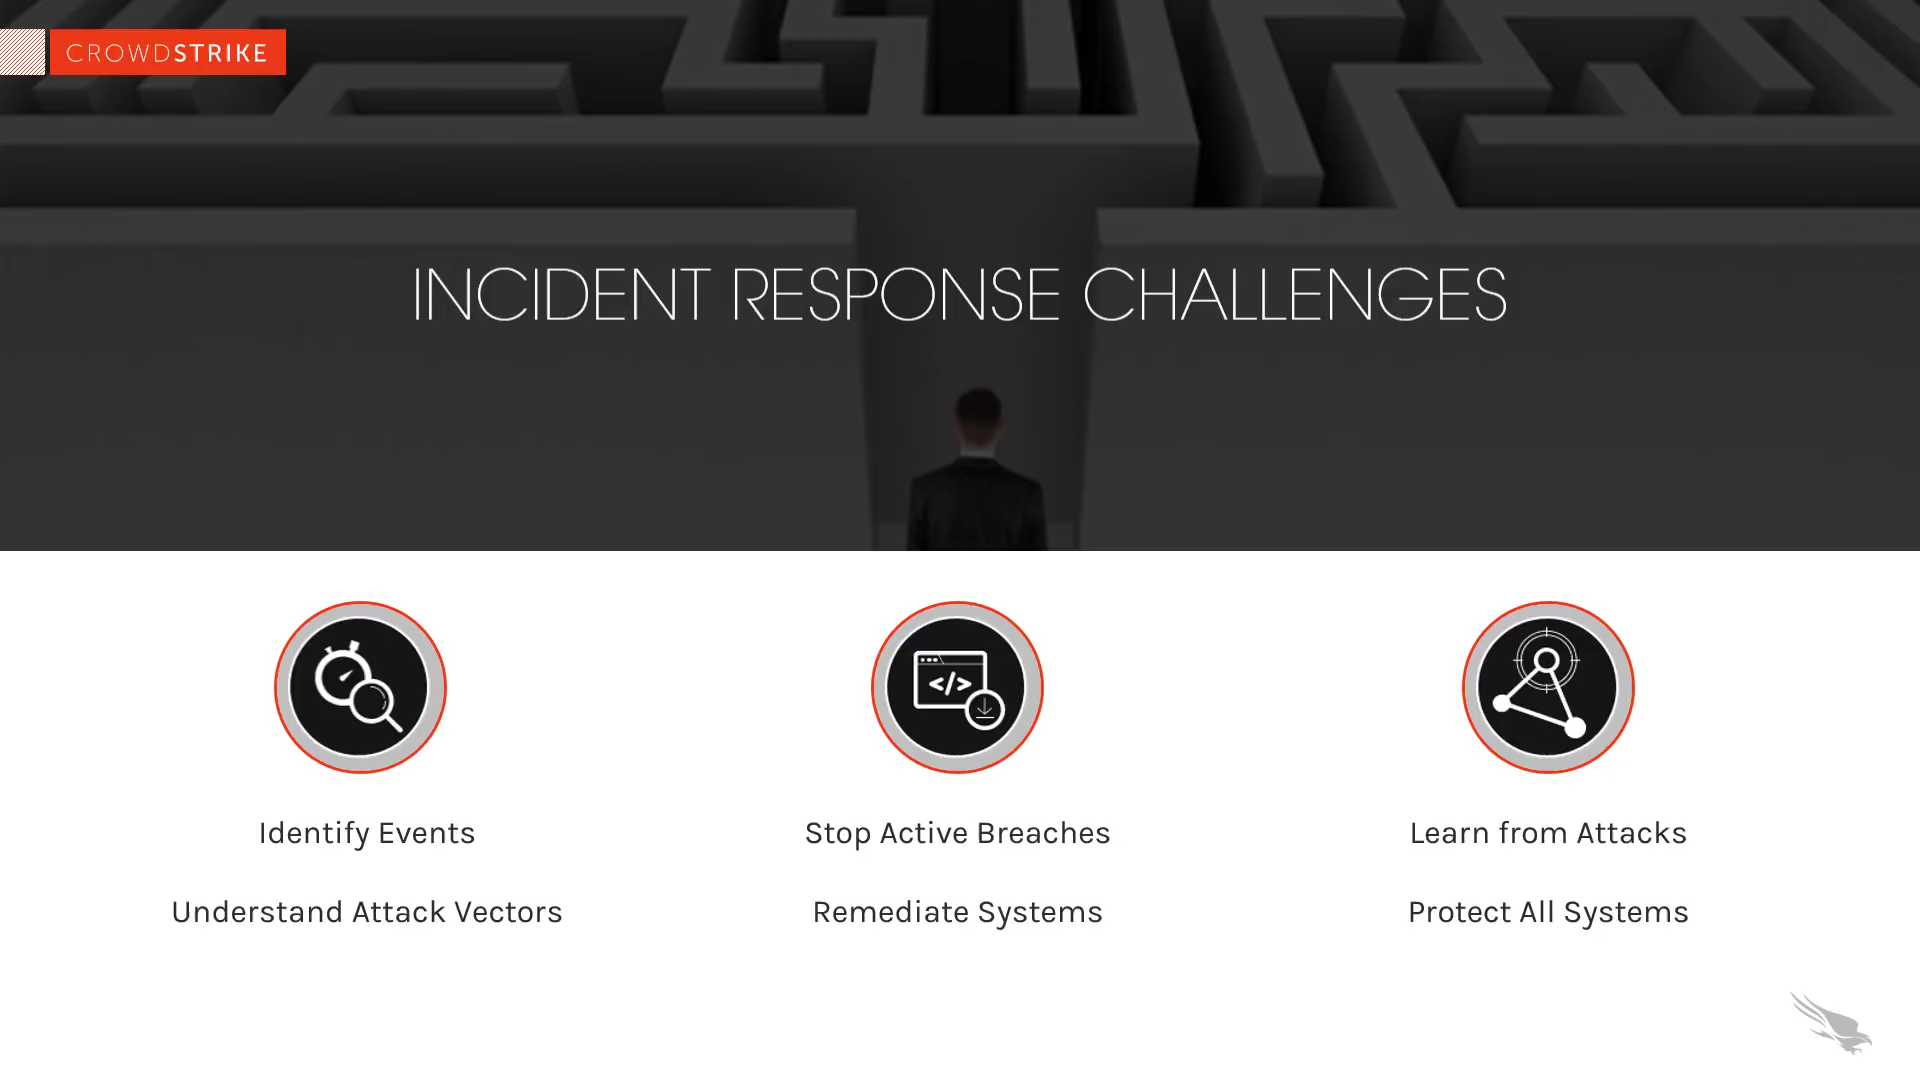 CROWDSTRIKE
INCIDENT RESPONSE CHALLENGES
</>
Identify Events
Understand Attack Vectors
Stop Active Breaches
Remediate Systems
Learn from Attacks
Protect All Systems